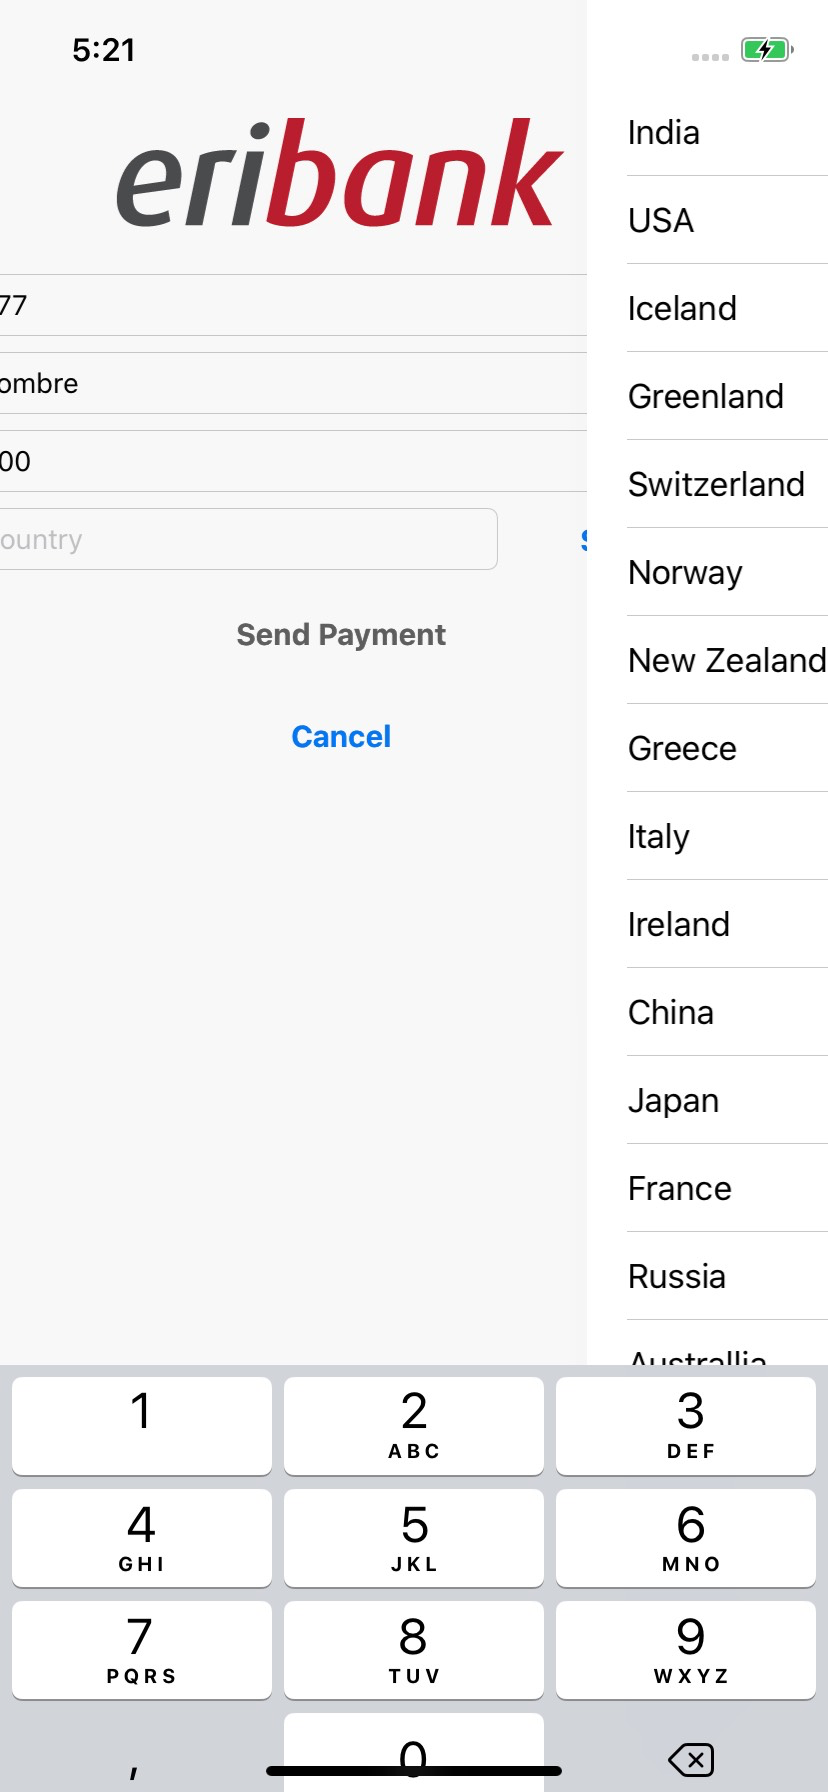 5:21
eribank
77
ombre
00
ountry
Send Payment
Cancel
India
USA
Iceland
Greenland
Switzerland
Norway
New Zealand
Greece
Italy
Ireland
China
Japan
France
Russia
Australlia
1
2 ABC
3 DEF
4 GHI
5 JKL
6 MNO
7 PQRS
8 TUV
9 WXYZ
, 0